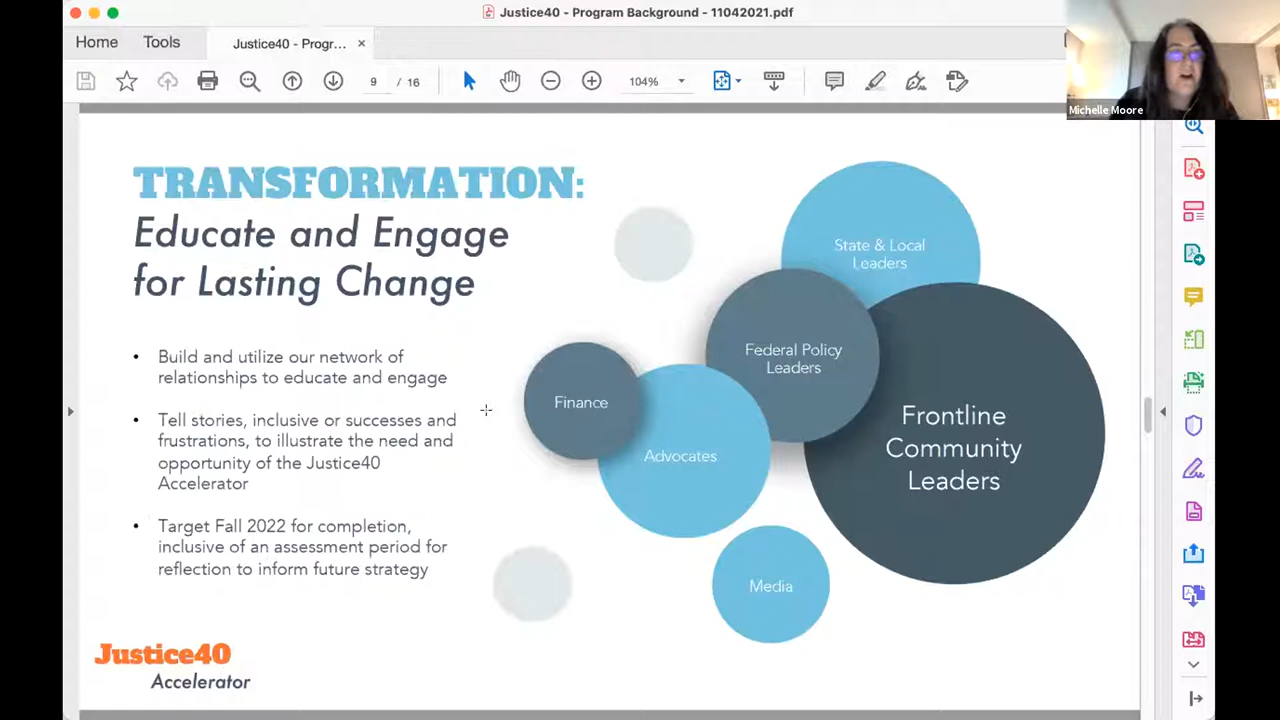 Justice40 - Program Background - 11042021.pdf
Home
Tools
Justice40 - Progr...
9 / 16
104%
Michelle Moore
TRANSFORMATION:
Educate and Engage
for Lasting Change
• Build and utilize our network of
relationships to educate and engage
• Tell stories, inclusive or successes and
frustrations, to illustrate the need and
opportunity of the Justice40
Accelerator
• Target Fall 2022 for completion,
inclusive of an assessment period for
reflection to inform future strategy
State & Local
Leaders
Federal Policy
Leaders
Finance
Advocates
Frontline
Community
Leaders
Media
Justice40
Accelerator